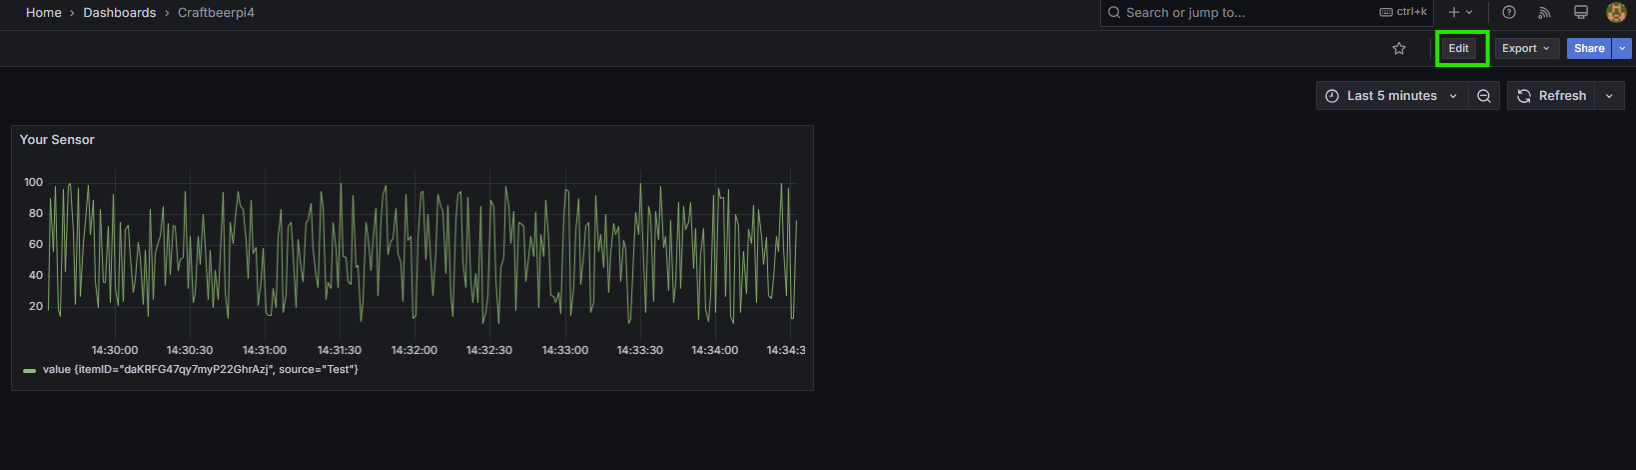 Home › Dashboards › Craftbeerpi4
Search or jump to...
ctrl+k
Edit
Export
Share
Last 5 minutes
Refresh
Your Sensor
100
80
60
40
20
14:30:00 14:30:30 14:31:00 14:31:30 14:32:00 14:32:30 14:33:00 14:33:30 14:34:00 14:34:3
value {itemID="daKRFG47qy7myP22GhrAzj", source="Test"}